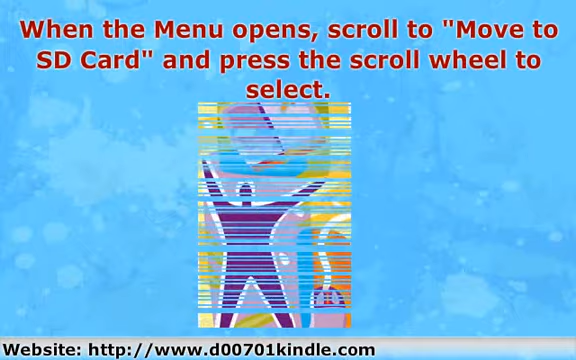 When the Menu opens, scroll to "Move to
SD Card" and press the scroll wheel to
select.
Website: http://www.d00701kindle.com